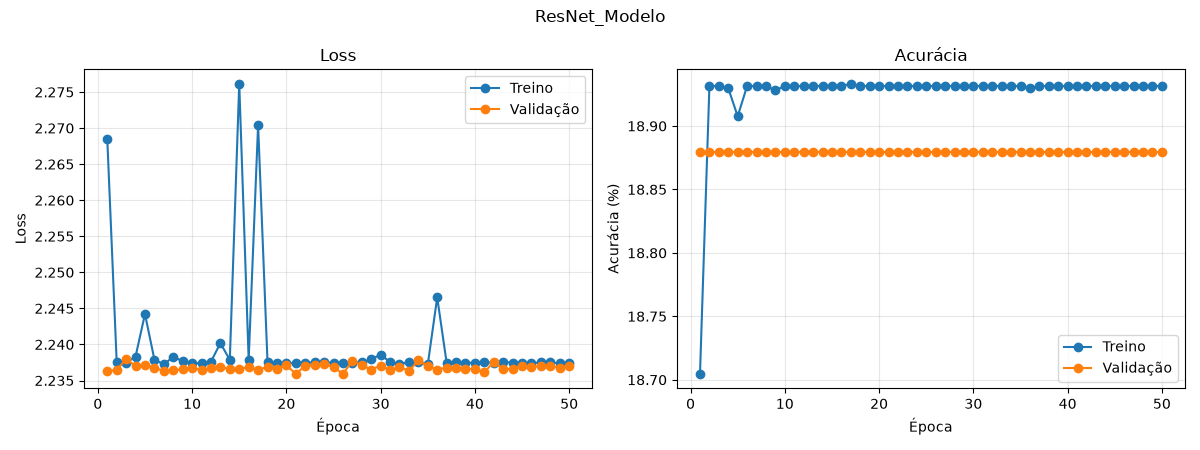 ResNet_Modelo
Loss
Treino
Validação
2.275
2.270
2.265
2.260
2.255
2.250
2.245
2.240
2.235
Loss
0
10
20
30
40
50
Época
Acurácia
18.90
18.85
18.80
18.75
18.70
Acurácia (%)
Treino
Validação
0
10
20
30
40
50
Época